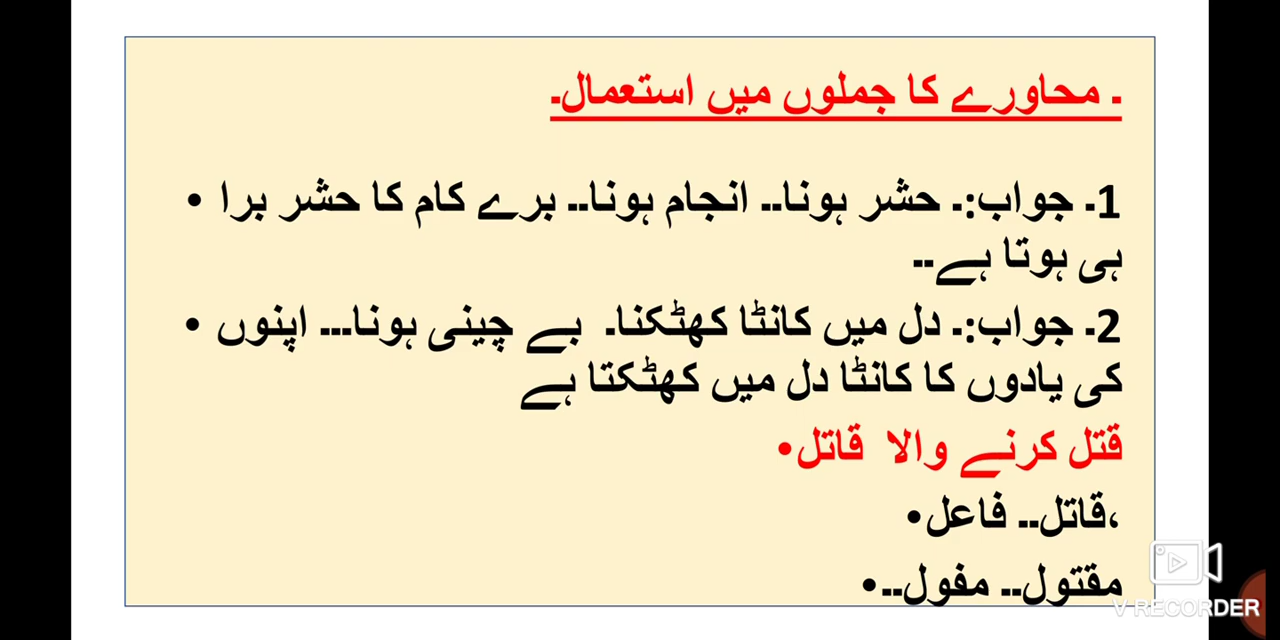 ۔ محاورے کا جملوں میں استعمال۔
1۔ جواب:۔ حشر ہونا۔۔ انجام ہونا۔۔ برے کام کا حشر برا •
ہی ہوتا ہے۔۔
2۔ جواب:۔ دل میں کانٹا کھٹکنا۔ بے چینی ہونا۔۔۔ اپنوں •
کی یادوں کا کانٹا دل میں کھٹکتا ہے
قتل کرنے والا قاتل•
،قاتل۔۔ فاعل•
مقتول۔۔ مفول۔۔•
V RECORDER